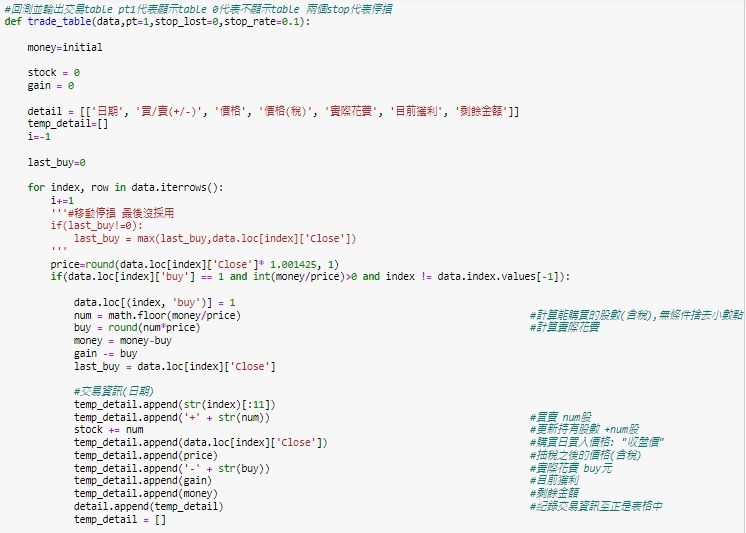 #回測並輸出交易table pt1代表顯示table 0代表不顯示table 兩個stop代表停損
def trade_table(data,pt=1,stop_lost=0,stop_rate=0.1):
money=initial
stock = 0
gain = 0
detail = [['日期', '買/賣(+/-)', '價格', '價格(稅)', '實際花費', '目前獲利', '剩餘金額']]
temp_detail=[]
i=-1
last_buy=0
for index, row in data.iterrows():
i+=1
'''#移動停損 最後沒採用
if(last_buy!=0):
last_buy = max(last_buy,data.loc[index]['Close'])
'''
price=round(data.loc[index]['Close']* 1.001425, 1)
if(data.loc[index]['buy'] == 1 and int(money/price)>0 and index != data.index.values[-1]):
data.loc[(index, 'buy')] = 1
num = math.floor(money/price) #計算能購買的股數(含稅),無條件捨去小數點
buy = round(num*price) #計算實際花費
money = money-buy
gain -= buy
last_buy = data.loc[index]['Close']
#交易資訊(日期)
temp_detail.append(str(index)[:11])
temp_detail.append('+' + str(num)) #買賣 num股
stock += num #更新持有股數 +num股
temp_detail.append(data.loc[index]['Close']) #購買日買入價格: "收盤價"
temp_detail.append(price) #抽稅之後的價格(含稅)
temp_detail.append('-' + str(buy)) #實際花費 buy元
temp_detail.append(gain) #目前獲利
temp_detail.append(money) #剩餘金額
detail.append(temp_detail) #紀錄交易資訊至正是表格中
temp_detail = []